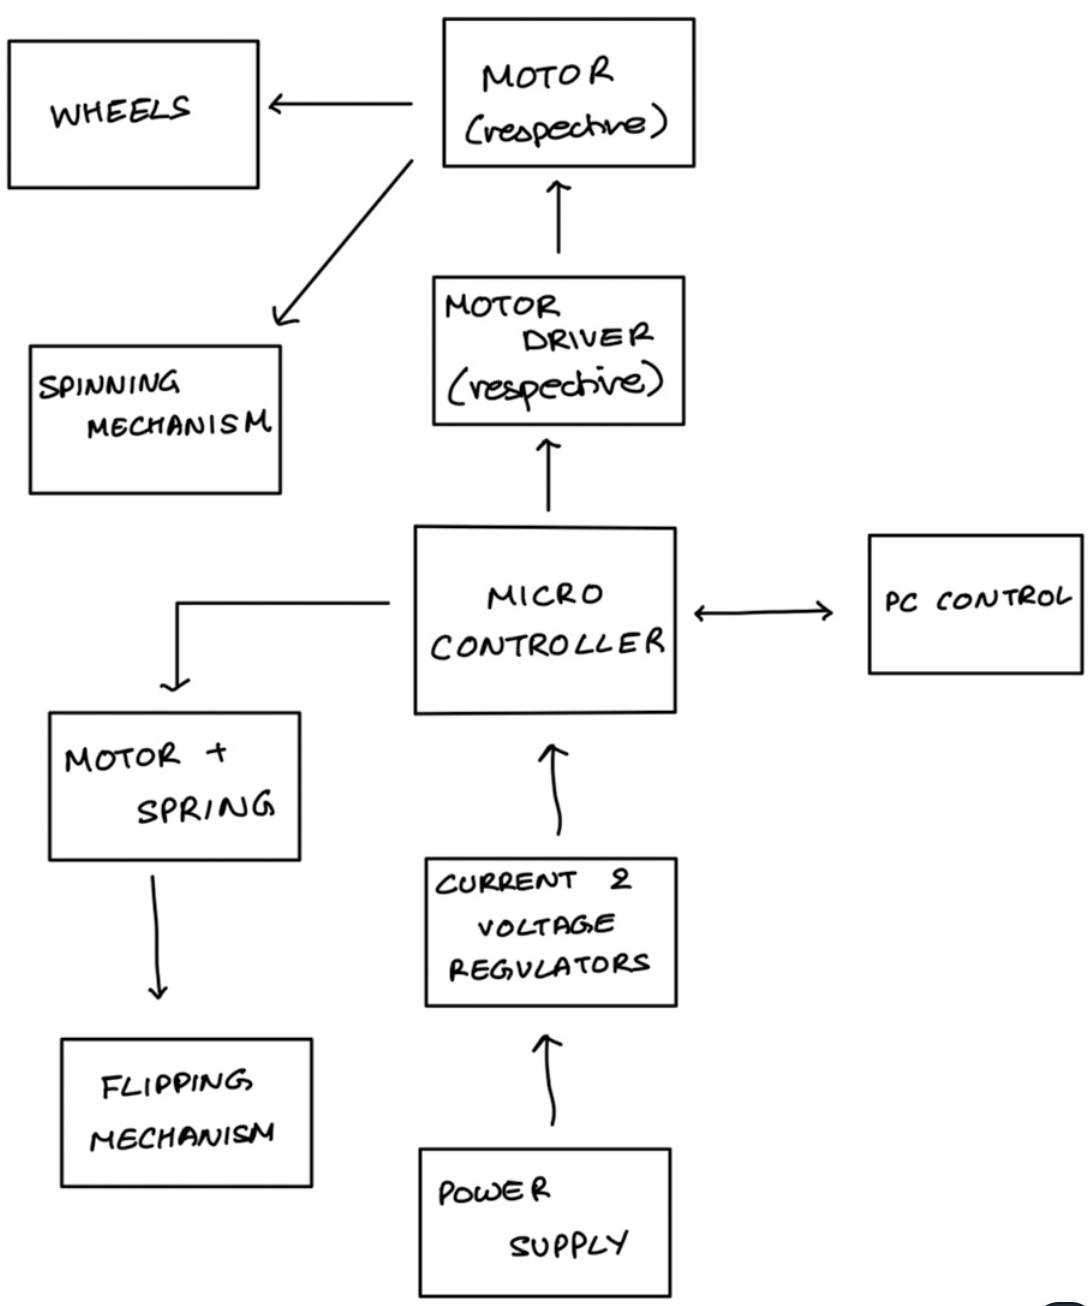 MOTOR
(respective)
WHEELS
MOTOR
DRIVER
(respective)
SPINNING
MECHANISM
MICRO
CONTROLLER
PC CONTROL
MOTOR +
SPRING
CURRENT &
VOLTAGE
REGULATORS
FLIPPING
MECHANISM
POWER
SUPPLY